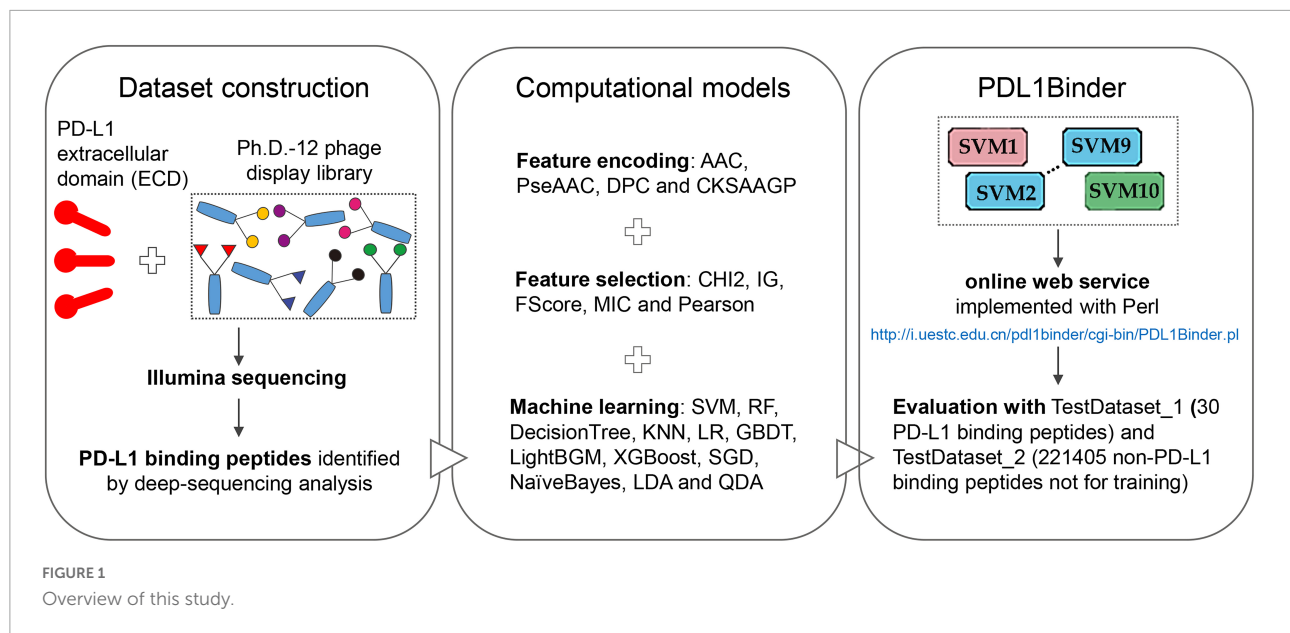 Dataset construction
PD-L1
extracellular
domain (ECD)
Ph.D.-12 phage
display library
Illumina sequencing
PD-L1 binding peptides identified
by deep-sequencing analysis
Computational models
Feature encoding: AAC,
PseAAC, DPC and CKSAAGP
Feature selection: CHI2, IG,
FScore, MIC and Pearson
Machine learning: SVM, RF,
DecisionTree, KNN, LR, GBDT,
LightBGM, XGBoost, SGD,
NaïveBayes, LDA and QDA
PDL1Binder
SVM1
SVM9
SVM2
SVM10
online web service
implemented with Perl
http://i.uestc.edu.cn/pdl1binder/cgi-bin/PDL1Binder.pl
Evaluation with TestDataset_1 (30
PD-L1 binding peptides) and
TestDataset_2 (221405 non-PD-L1
binding peptides not for training)
FIGURE 1
Overview of this study.